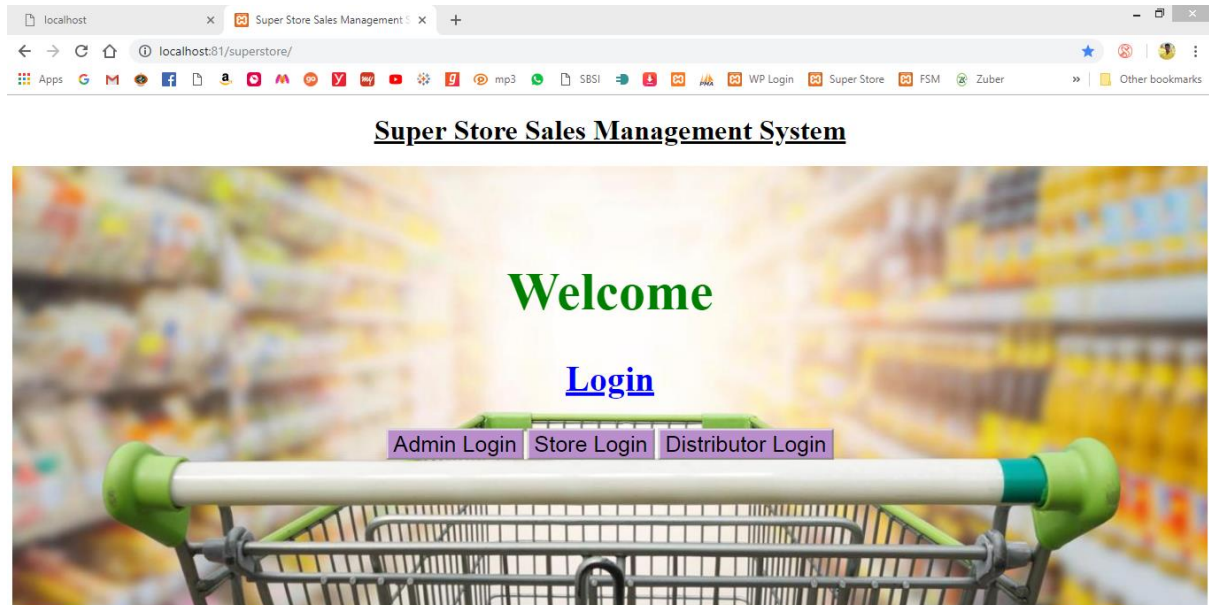 localhost
Super Store Sales Management S
localhost:81/superstore/
Apps
mp3
SBSI
WP Login
Super Store
FSM
Zuber
Other bookmarks
Super Store Sales Management System
Welcome
Login
Admin Login Store Login Distributor Login